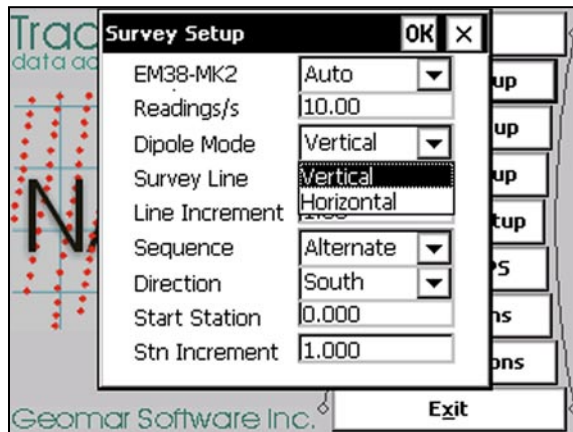 Trac
data ac
Survey Setup OK ×
EM38-MK2 Auto
Readings/s 10.00
Dipole Mode Vertical
Survey Line Vertical
Horizontal
Line Increment
Sequence Alternate
Direction South
Start Station 0.000
Stn Increment 1.000
up
up
up
tup
PS
ns
ons
Exit
Geomar Software Inc.